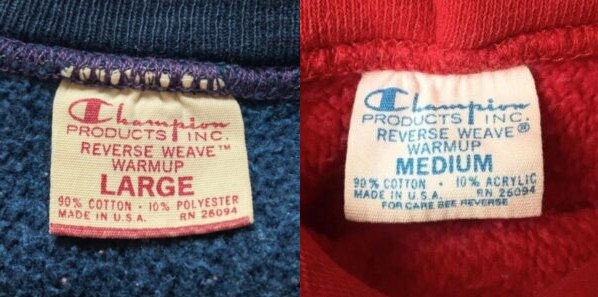 Champion
PRODUCTS INC.
REVERSE WEAVE™
WARMUP
LARGE
90% COTTON · 10% POLYESTER
MADE IN U.S.A. RN 26094
Champion
PRODUCTS INC.
REVERSE WEAVE®
WARMUP
MEDIUM
90% COTTON · 10% ACRYLIC
MADE IN U.S.A. RN 26094
FOR CARE SEE REVERSE